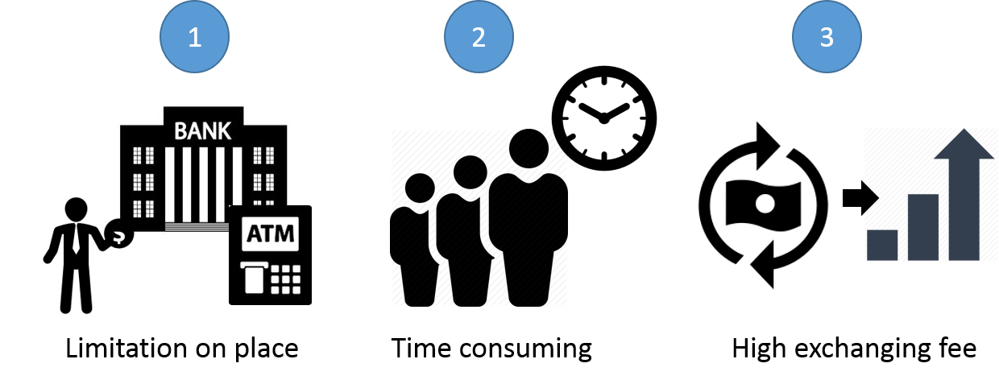 1
2
3
BANK
$
ATM
Limitation on place
Time consuming
High exchanging fee